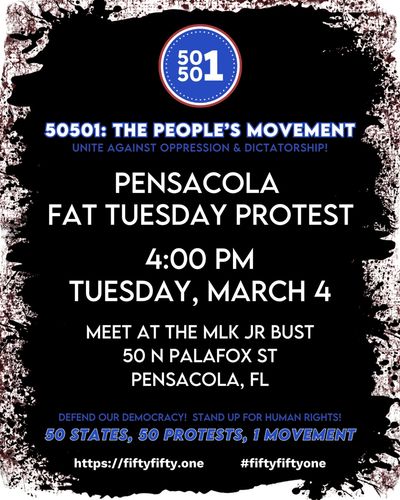 50
501
50501: THE PEOPLE'S MOVEMENT
UNITE AGAINST OPPRESSION & DICTATORSHIP!
PENSACOLA
FAT TUESDAY PROTEST
4:00 PM
TUESDAY, MARCH 4
MEET AT THE MLK JR BUST
50 N PALAFOX ST
PENSACOLA, FL
DEFEND OUR DEMOCRACY! STAND UP FOR HUMAN RIGHTS!
50 STATES, 50 PROTESTS, 1 MOVEMENT
https://fiftyfifty.one #fiftyfiftyone